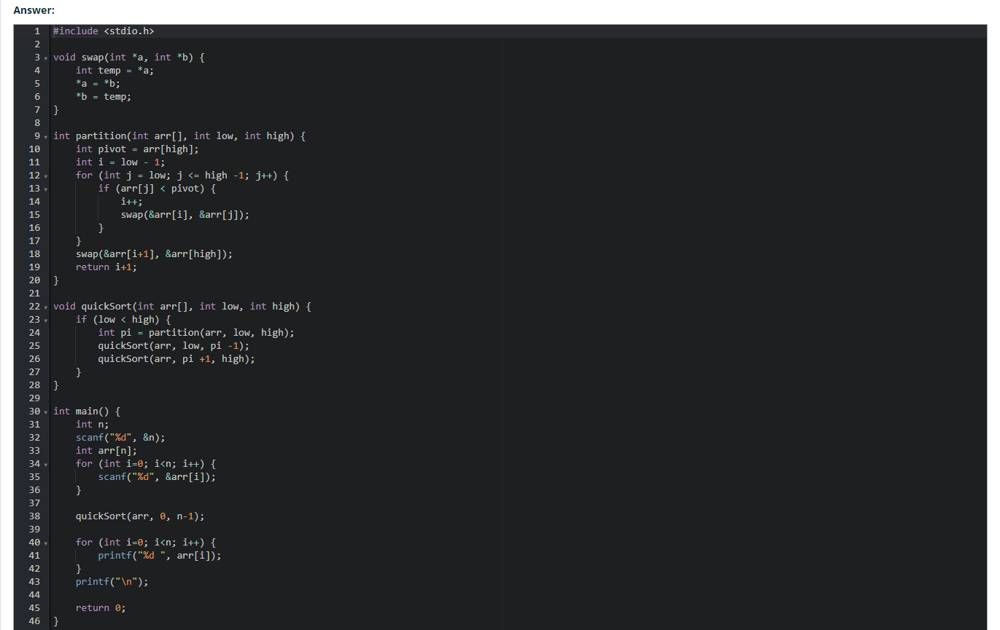 Answer:
1 #include <stdio.h>
2
3 void swap(int *a, int *b) {
4     int temp = *a;
5     *a = *b;
6     *b = temp;
7 }
8
9 int partition(int arr[], int low, int high) {
10     int pivot = arr[high];
11     int i = low - 1;
12     for (int j = low; j <= high -1; j++) {
13         if (arr[j] < pivot) {
14             i++;
15             swap(&arr[i], &arr[j]);
16         }
17     }
18     swap(&arr[i+1], &arr[high]);
19     return i+1;
20 }
21
22 void quickSort(int arr[], int low, int high) {
23     if (low < high) {
24         int pi = partition(arr, low, high);
25         quickSort(arr, low, pi -1);
26         quickSort(arr, pi +1, high);
27     }
28 }
29
30 int main() {
31     int n;
32     scanf("%d", &n);
33     int arr[n];
34     for (int i=0; i<n; i++) {
35         scanf("%d", &arr[i]);
36     }
37
38     quickSort(arr, 0, n-1);
39
40     for (int i=0; i<n; i++) {
41         printf("%d ", arr[i]);
42     }
43     printf("\n");
44
45     return 0;
46 }